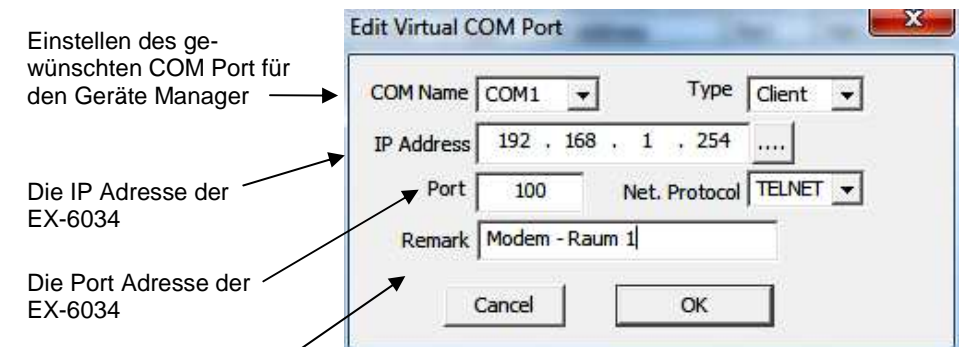 Edit Virtual COM Port
Einstellen des ge-
wünschten COM Port für
den Geräte Manager
COM Name COM1 Type Client
IP Address 192 . 168 . 1 . 254 ....
Die IP Adresse der
EX-6034
Port 100 Net. Protocol TELNET
Remark Modem - Raum 1
Die Port Adresse der
EX-6034
Cancel OK